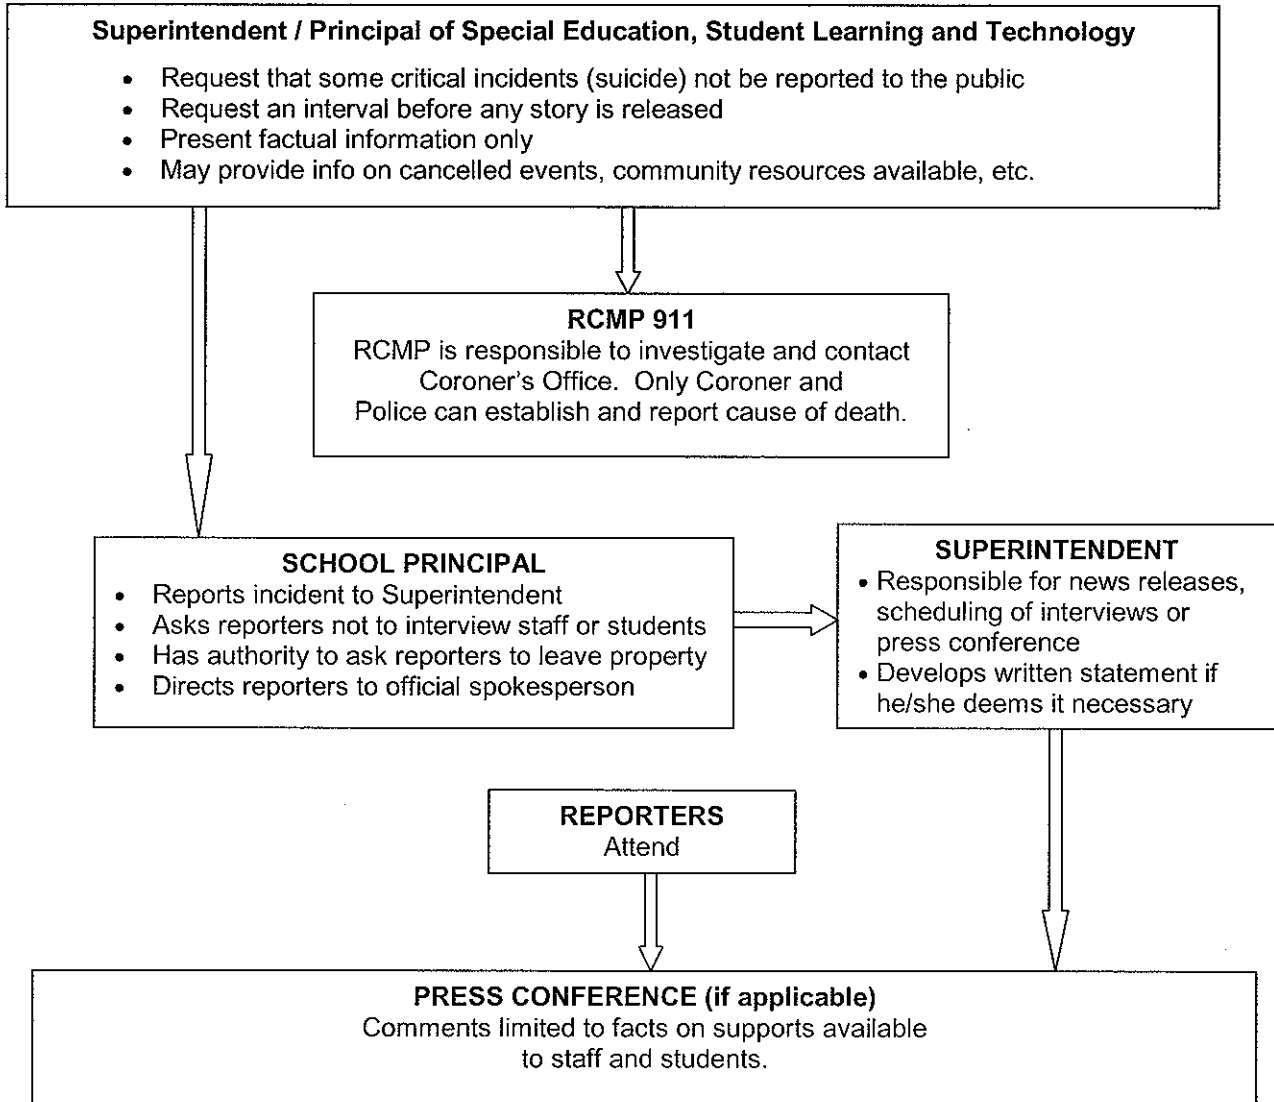 Superintendent / Principal of Special Education, Student Learning and Technology
• Request that some critical incidents (suicide) not be reported to the public
• Request an interval before any story is released
• Present factual information only
• May provide info on cancelled events, community resources available, etc.
RCMP 911
RCMP is responsible to investigate and contact
Coroner's Office. Only Coroner and
Police can establish and report cause of death.
SCHOOL PRINCIPAL
• Reports incident to Superintendent
• Asks reporters not to interview staff or students
• Has authority to ask reporters to leave property
• Directs reporters to official spokesperson
SUPERINTENDENT
• Responsible for news releases,
scheduling of interviews or
press conference
• Develops written statement if
he/she deems it necessary
REPORTERS
Attend
PRESS CONFERENCE (if applicable)
Comments limited to facts on supports available
to staff and students.